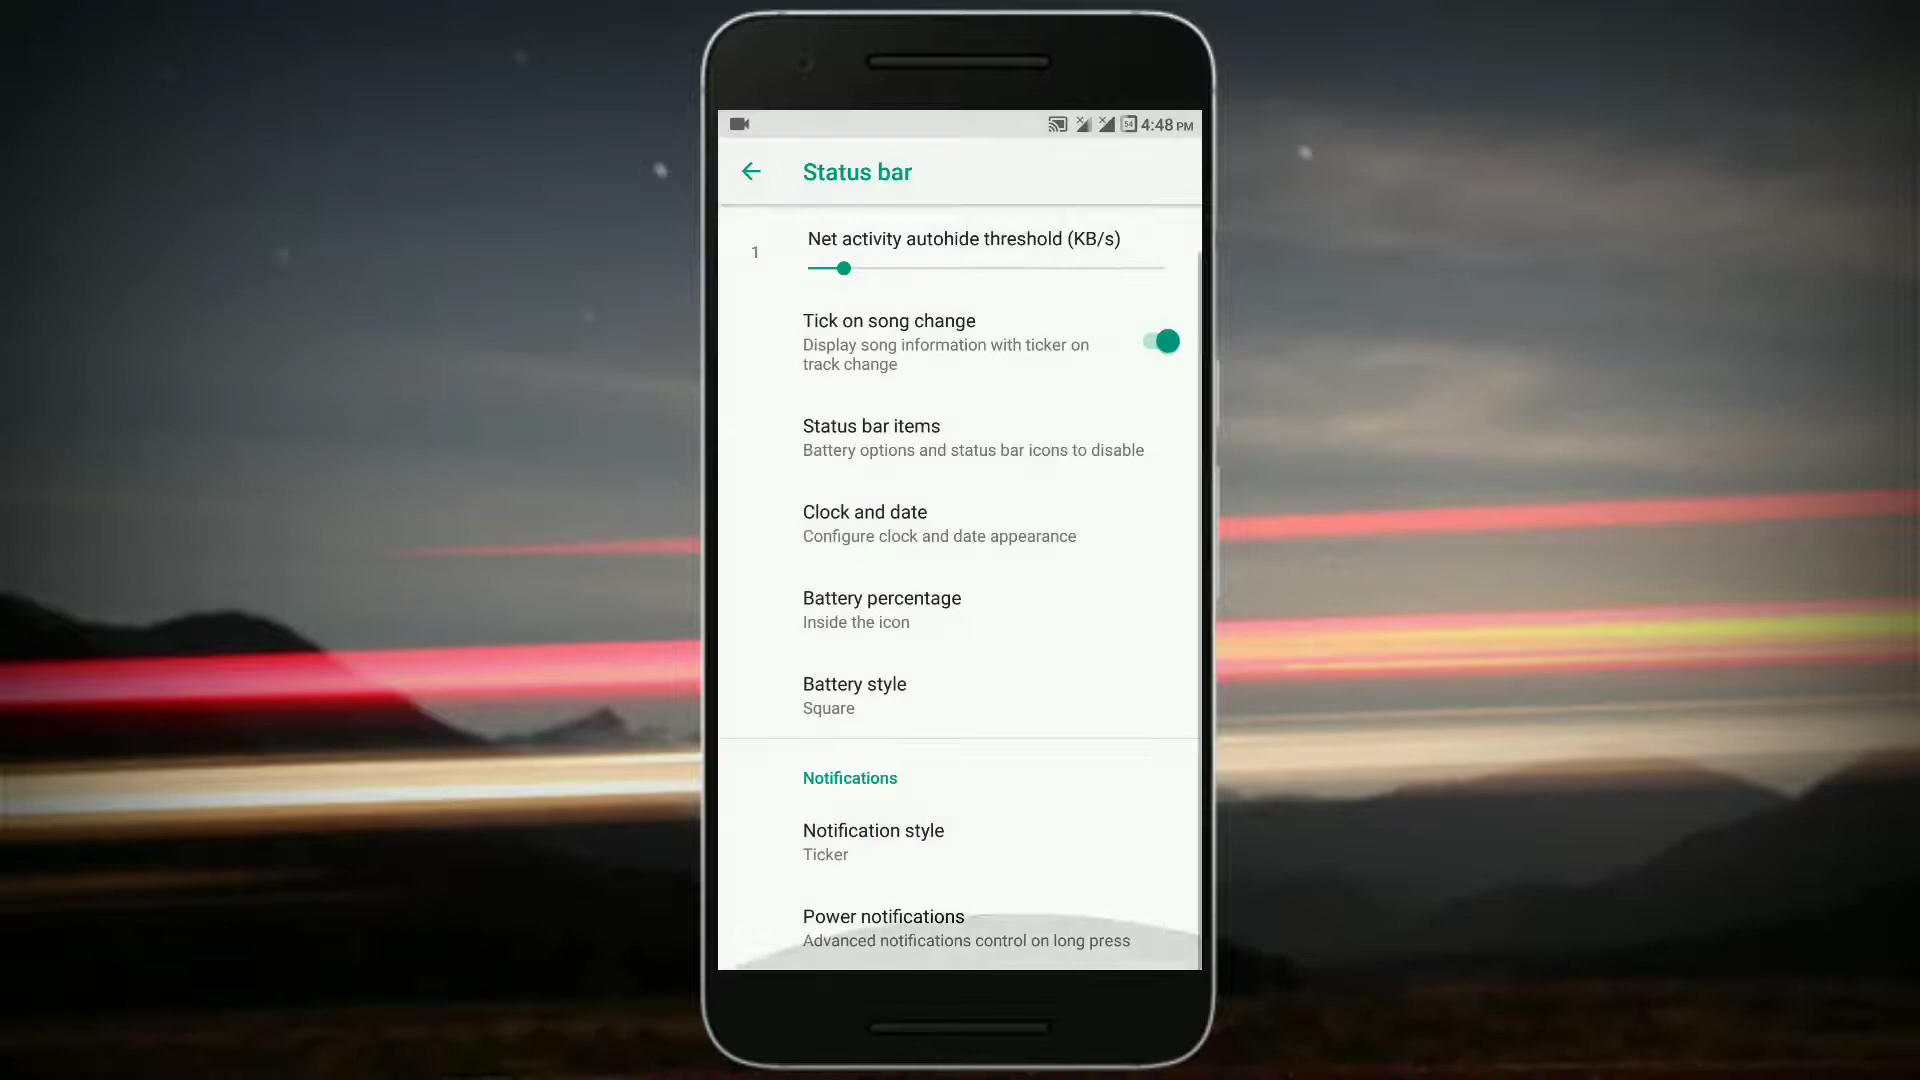 54 4:48 PM
Status bar
1
Net activity autohide threshold (KB/s)
Tick on song change
Display song information with ticker on
track change
Status bar items
Battery options and status bar icons to disable
Clock and date
Configure clock and date appearance
Battery percentage
Inside the icon
Battery style
Square
Notifications
Notification style
Ticker
Power notifications
Advanced notifications control on long press